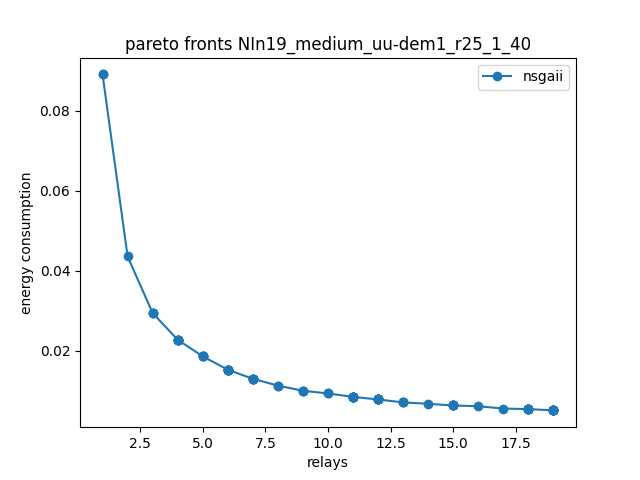 pareto fronts NIn19_medium_uu-dem1_r25_1_40
nsgaii
energy consumption
0.08
0.06
0.04
0.02
2.5 5.0 7.5 10.0 12.5 15.0 17.5
relays